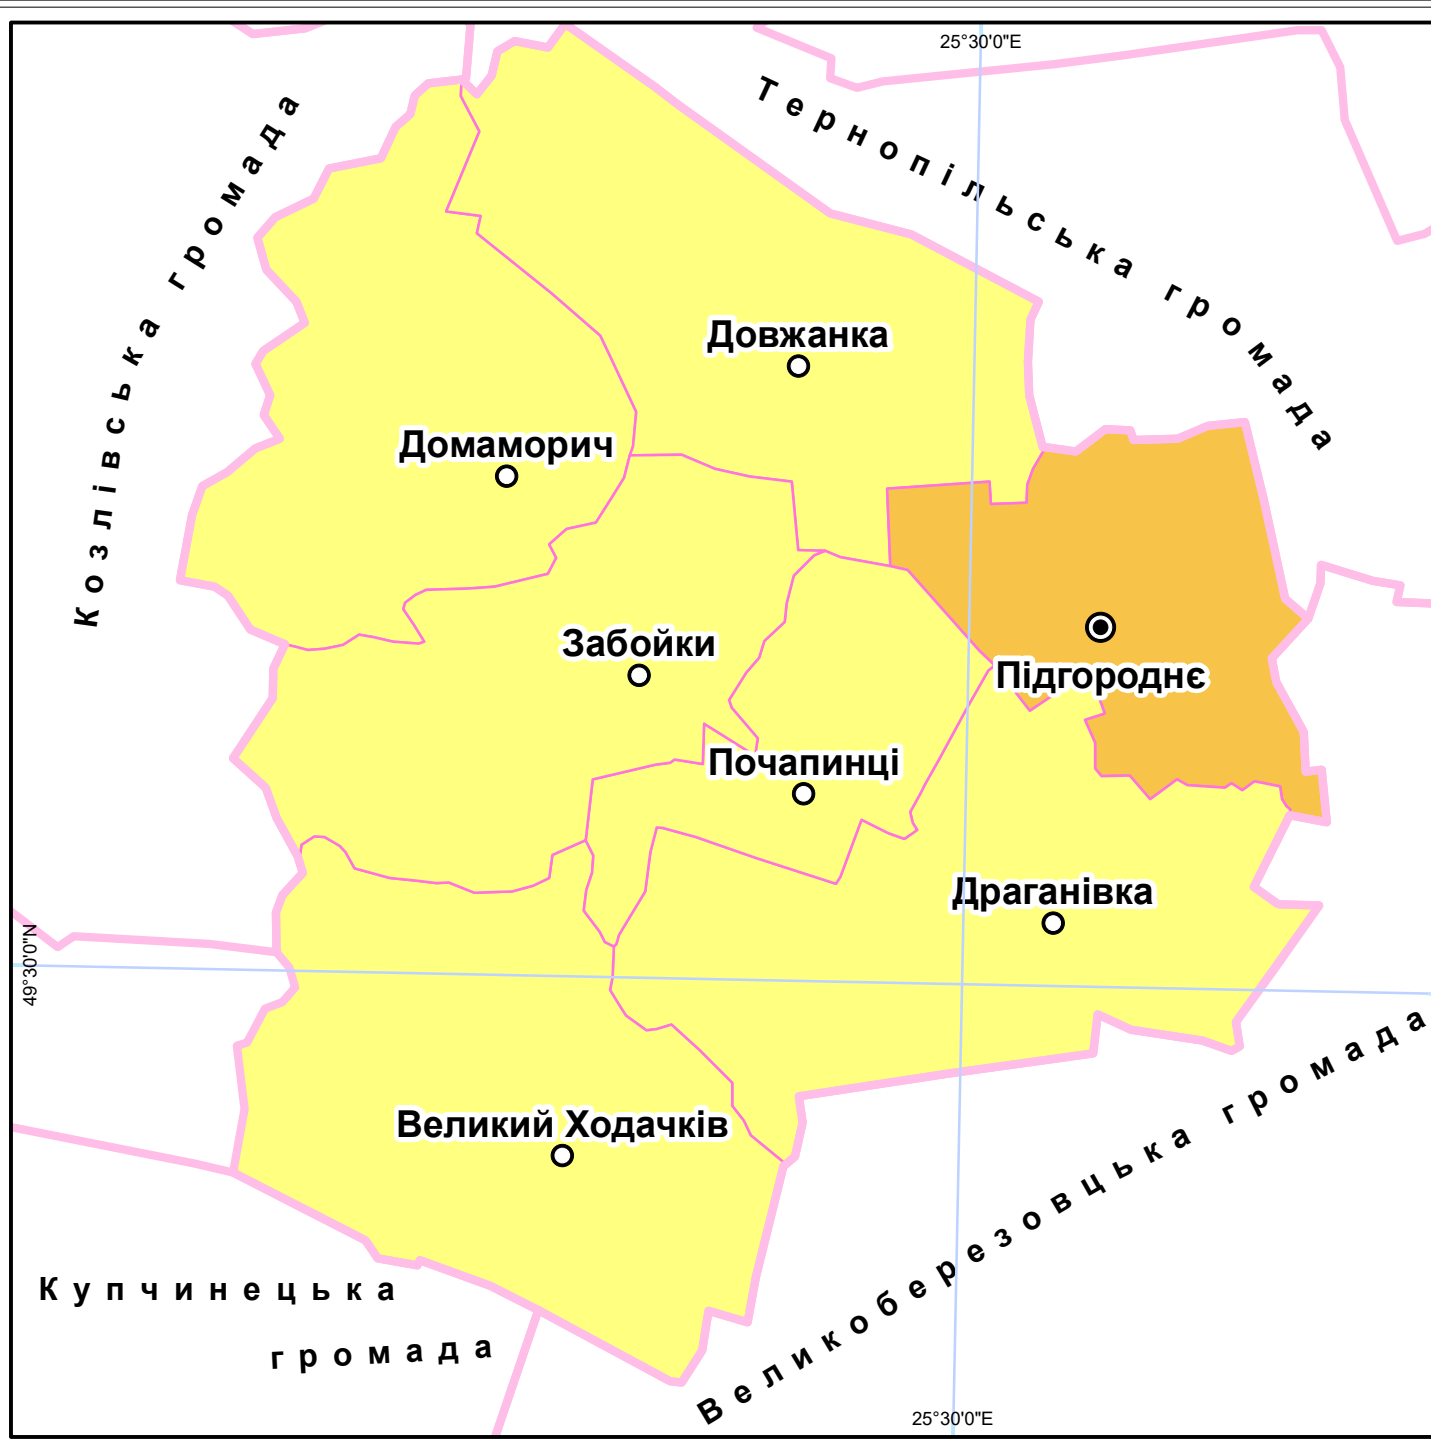 25°30'0"E
Тернопільська громада
Козлівська громада
Довжанка
Домаморич
Забойки
Підгороднє
Почапинці
Драганівка
49°30'0"N
Великий Ходачків
Великоберезовцька громада
Купчинецька
громада
25°30'0"E